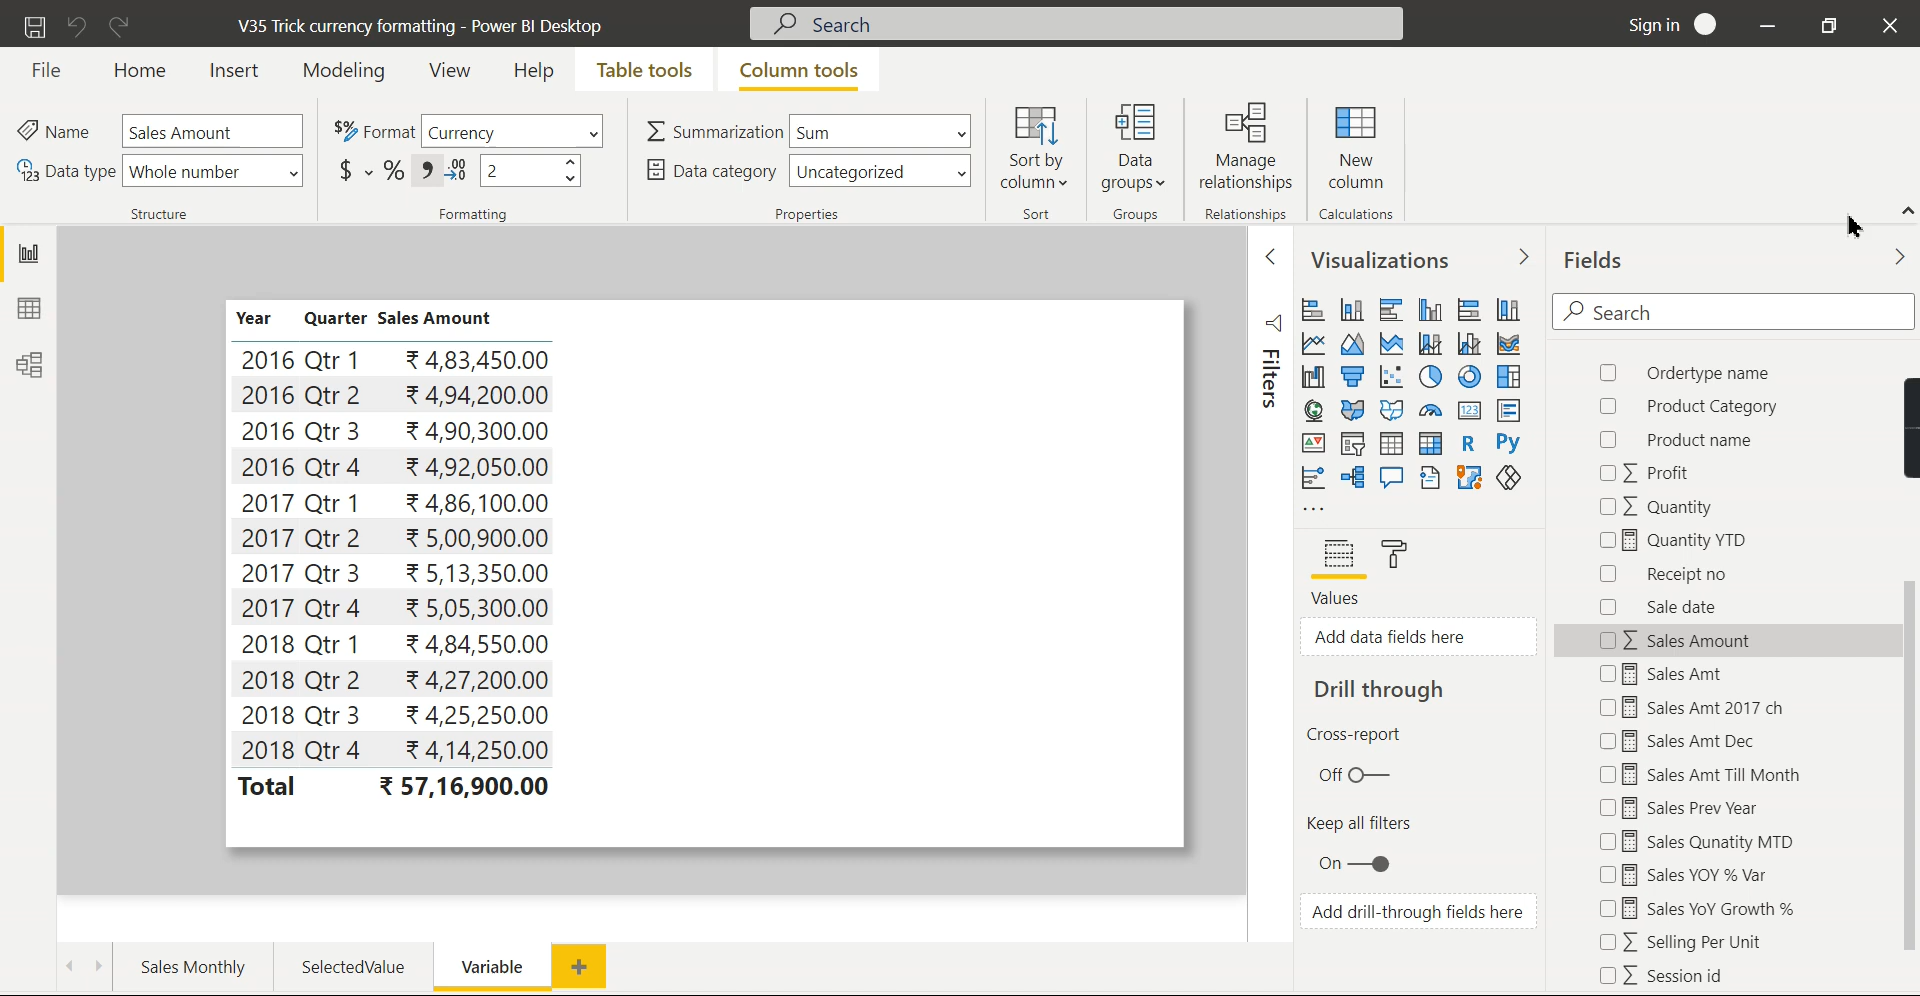 V35 Trick currency formatting - Power BI Desktop
Search
Sign in
File Home Insert Modeling View Help Table tools Column tools
Name Sales Amount
Data type Whole number
Structure
$% Format Currency
$ % , .00 2
Formatting
Summarization Sum
Data category Uncategorized
Properties
Sort by
column
Sort
Data
groups
Groups
Manage
relationships
Relationships
New
column
Calculations
Year Quarter Sales Amount
2016 Qtr 1 ₹ 4,83,450.00
2016 Qtr 2 ₹ 4,94,200.00
2016 Qtr 3 ₹ 4,90,300.00
2016 Qtr 4 ₹ 4,92,050.00
2017 Qtr 1 ₹ 4,86,100.00
2017 Qtr 2 ₹ 5,00,900.00
2017 Qtr 3 ₹ 5,13,350.00
2017 Qtr 4 ₹ 5,05,300.00
2018 Qtr 1 ₹ 4,84,550.00
2018 Qtr 2 ₹ 4,27,200.00
2018 Qtr 3 ₹ 4,25,250.00
2018 Qtr 4 ₹ 4,14,250.00
Total ₹ 57,16,900.00
Filters
Visualizations
123
R Py
Values
Add data fields here
Drill through
Cross-report
Off
Keep all filters
On
Add drill-through fields here
Fields
Search
Ordertype name
Product Category
Product name
Profit
Quantity
Quantity YTD
Receipt no
Sale date
Sales Amount
Sales Amt
Sales Amt 2017 ch
Sales Amt Dec
Sales Amt Till Month
Sales Prev Year
Sales Qunatity MTD
Sales YOY % Var
Sales YoY Growth %
Selling Per Unit
Session id
Sales Monthly SelectedValue Variable +